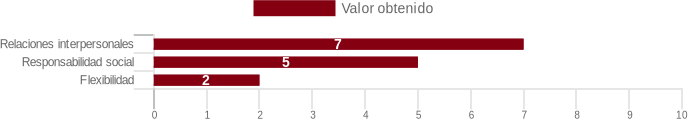 Valor obtenido
Relaciones interpersonales 7
Responsabilidad social 5
Flexibilidad 2
0 1 2 3 4 5 6 7 8 9 10